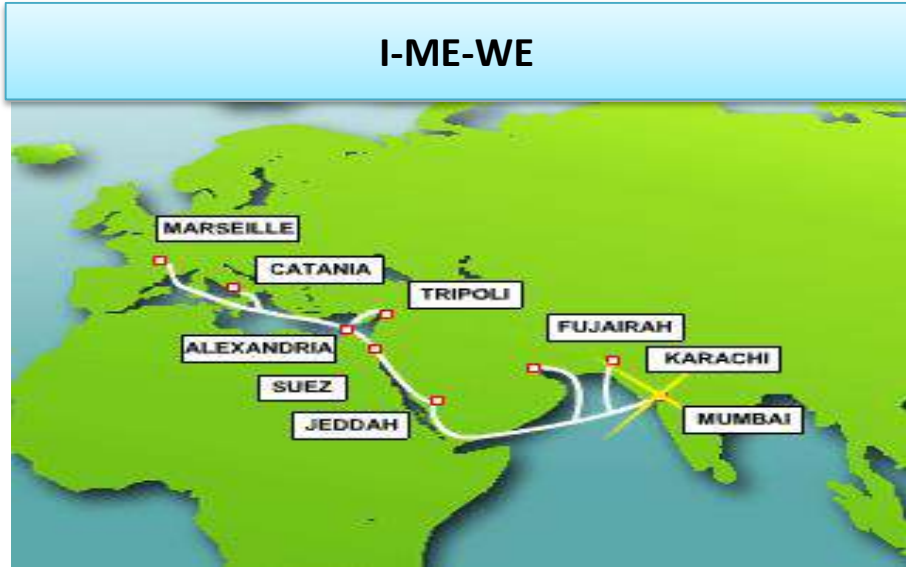 I-ME-WE
MARSEILLE
CATANIA
TRIPOLI
ALEXANDRIA
FUJAIRAH
KARACHI
SUEZ
JEDDAH
MUMBAI